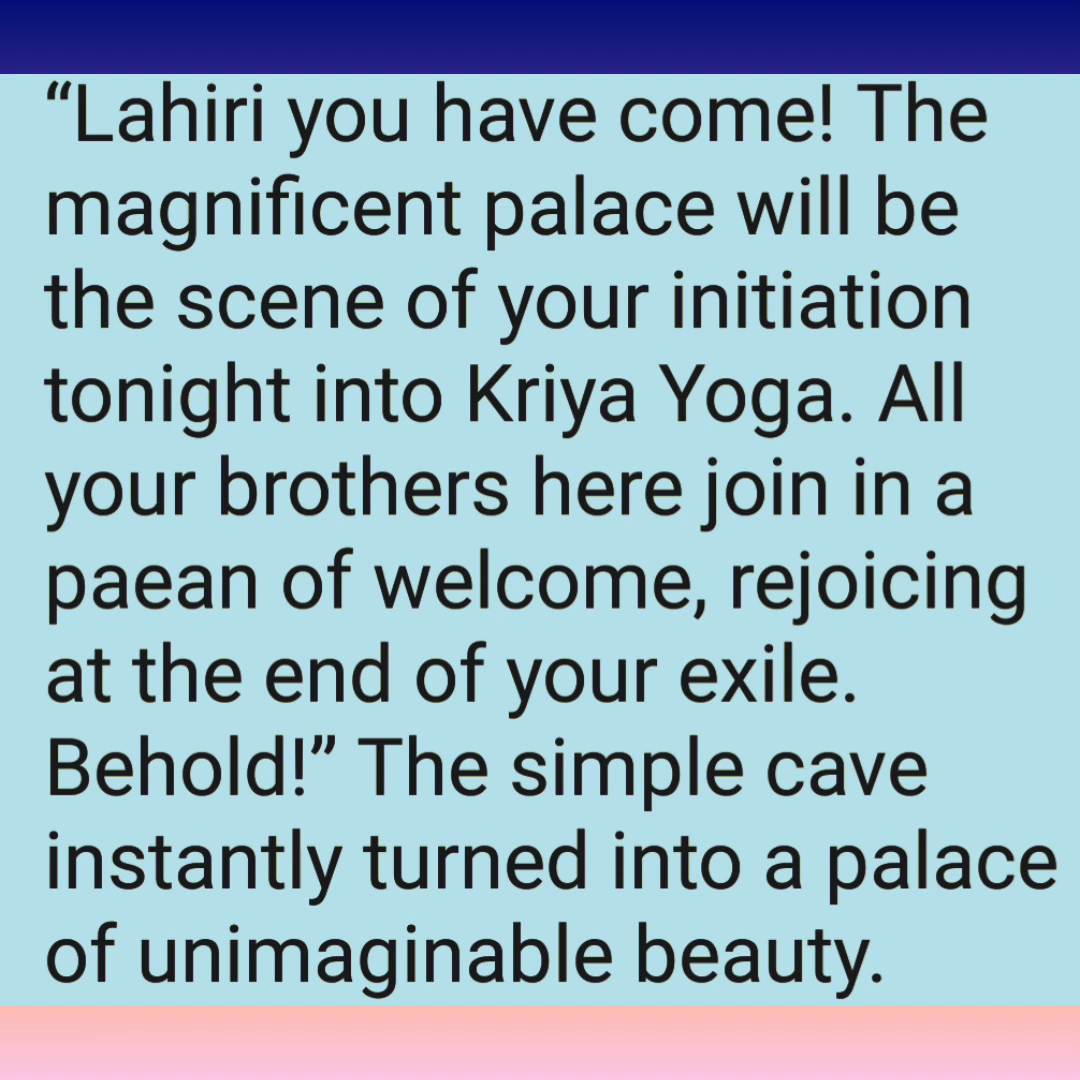 “Lahiri you have come! The
magnificent palace will be
the scene of your initiation
tonight into Kriya Yoga. All
your brothers here join in a
paean of welcome, rejoicing
at the end of your exile.
Behold!” The simple cave
instantly turned into a palace
of unimaginable beauty.